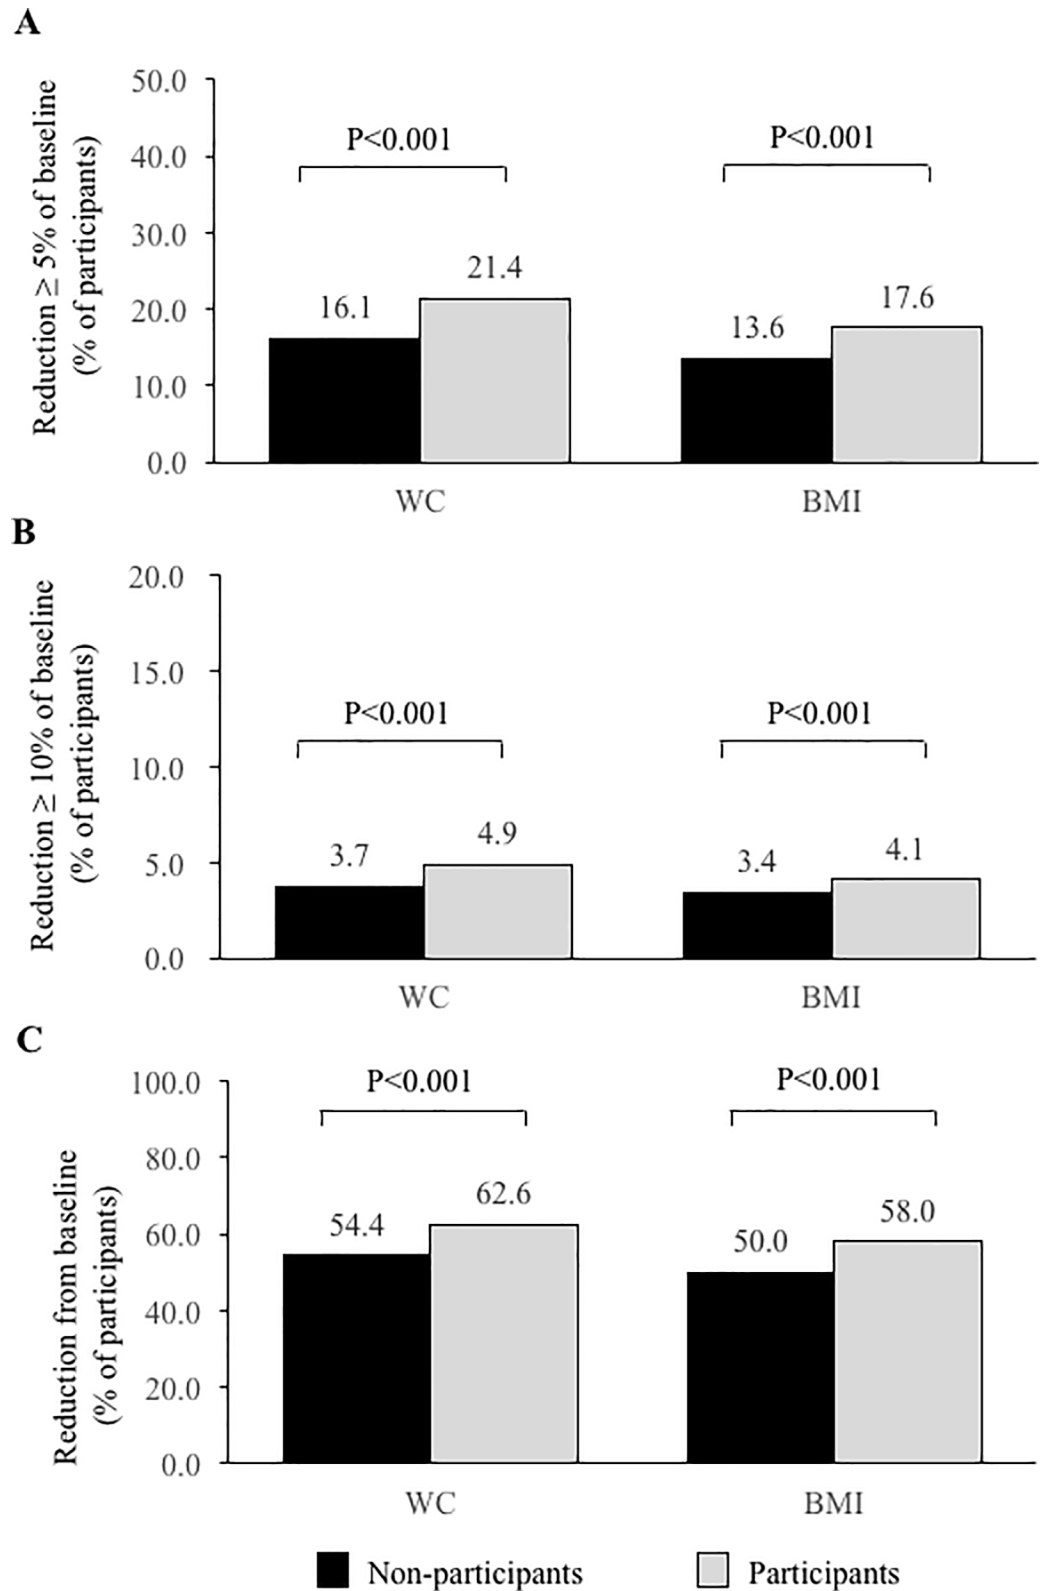 A
Reduction ≥ 5% of baseline
(% of participants)
50.0
40.0
30.0
20.0
10.0
0.0
P<0.001
P<0.001
16.1
21.4
13.6
17.6
WC
BMI
B
Reduction ≥ 10% of baseline
(% of participants)
20.0
15.0
10.0
5.0
0.0
P<0.001
P<0.001
3.7
4.9
3.4
4.1
WC
BMI
C
Reduction from baseline
(% of participants)
100.0
80.0
60.0
40.0
20.0
0.0
P<0.001
P<0.001
54.4
62.6
50.0
58.0
WC
BMI
Non-participants
Participants